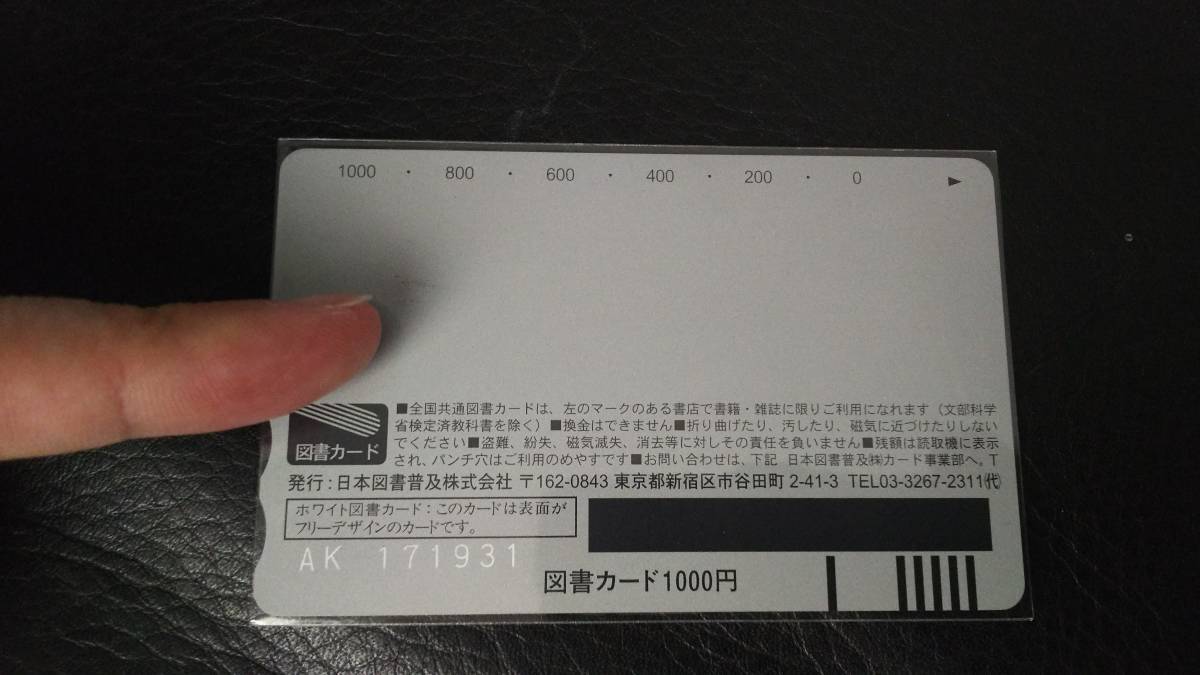 1000 ・ 800 ・ 600 ・ 400 ・ 200 ・ 0 ▶
■全国共通図書カードは、左のマークのある書店で書籍・雑誌に限りご利用になれます（文部科学
省検定済教科書を除く）■換金はできません■折り曲げたり、汚したり、磁気に近づけたりしない
でください■盗難、紛失、磁気減失、消去等に対しその責任を負いません■残額は読取機に表示
され、パンチ穴はご利用のめやすです■お問い合わせは、下記 日本図書普及㈱カード事業部へ。T
図書カード
発行：日本図書普及株式会社 〒162-0843 東京都新宿区市谷田町 2-41-3 TEL03-3267-2311㈹
ホワイト図書カード：このカードは表面が
フリーデザインのカードです。
AK 171931
図書カード1000円